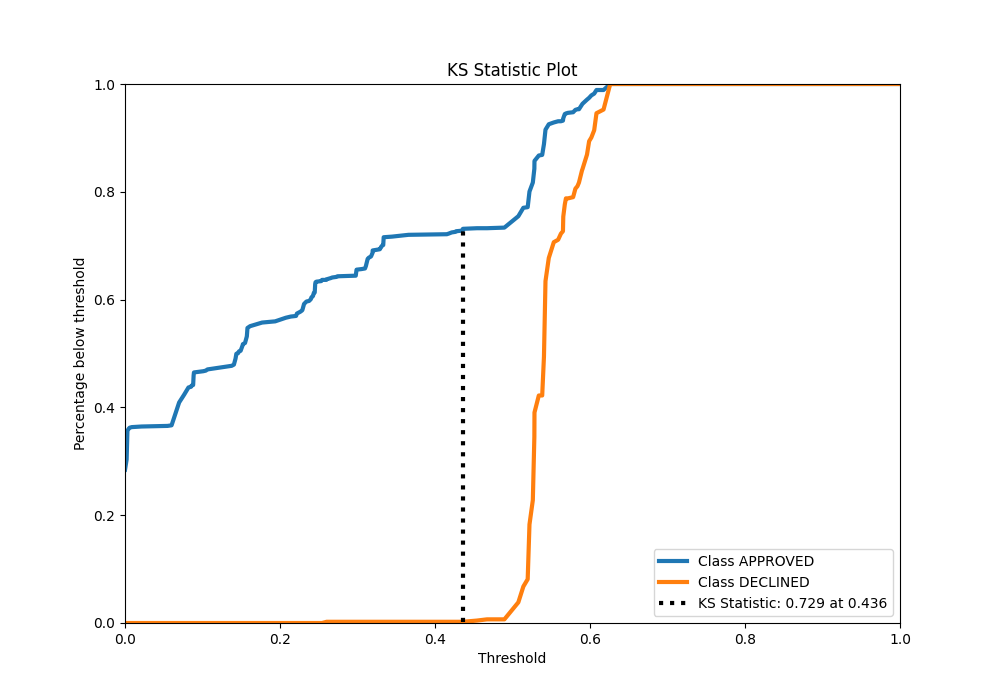 KS Statistic Plot
1.0
0.8
0.6
0.4
0.2
0.0
Percentage below threshold
0.0 0.2 0.4 0.6 0.8 1.0
Threshold
Class APPROVED
Class DECLINED
KS Statistic: 0.729 at 0.436